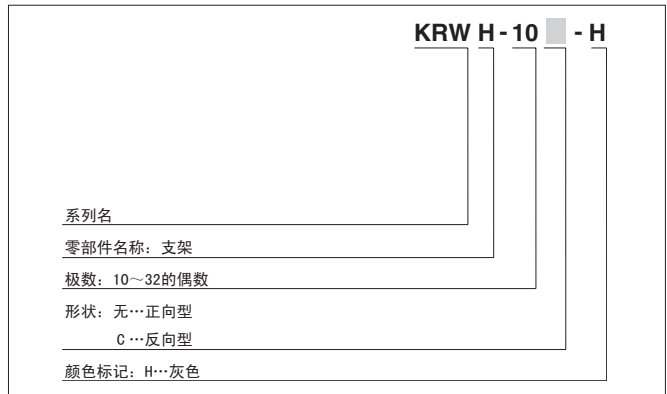 KRW H - 10 - H
系列名
零部件名称：支架
极数：10～32的偶数
形状：无…正向型
C…反向型
颜色标记：H…灰色